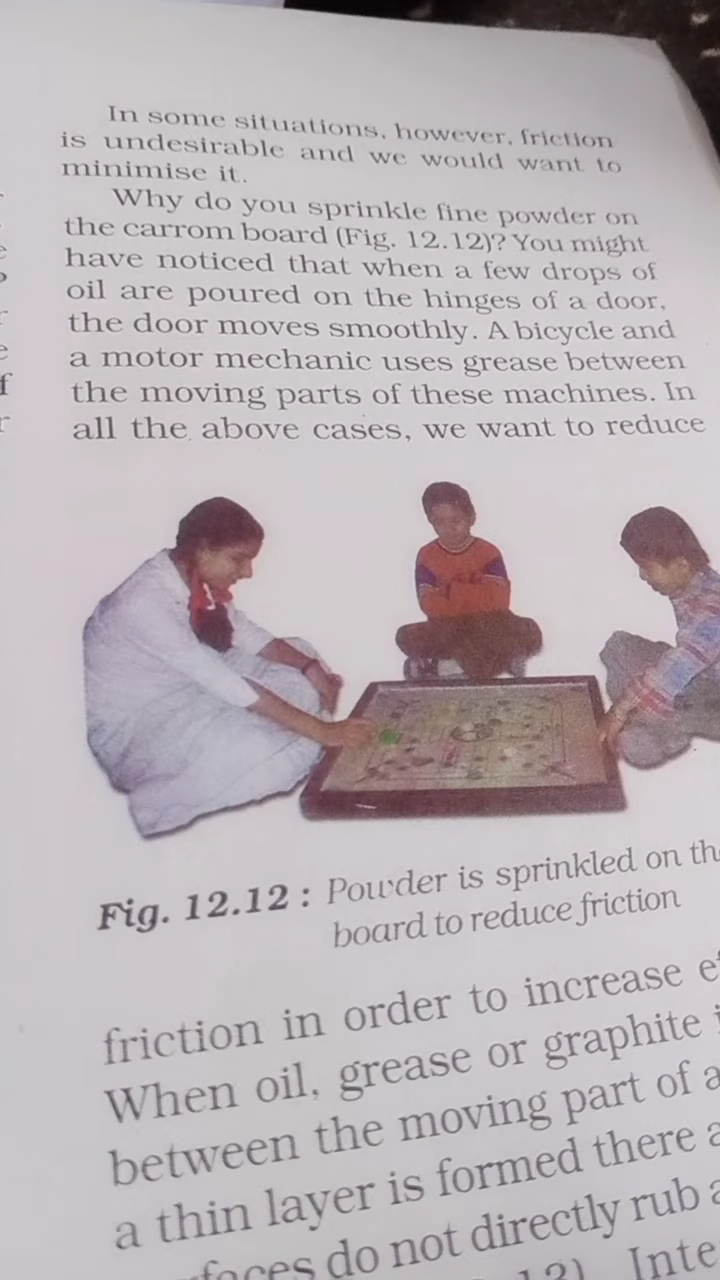 In some situations, however, friction
is undesirable and we would want to
minimise it.
Why do you sprinkle fine powder on
the carrom board (Fig. 12.12)? You might
have noticed that when a few drops of
oil are poured on the hinges of a door,
the door moves smoothly. A bicycle and
a motor mechanic uses grease between
the moving parts of these machines. In
all the above cases, we want to reduce
Fig. 12.12 : Powder is sprinkled on
board to reduce friction
friction in order to increase
When oil, grease or graphite
between the moving part of
a thin layer is formed there
do not directly rub